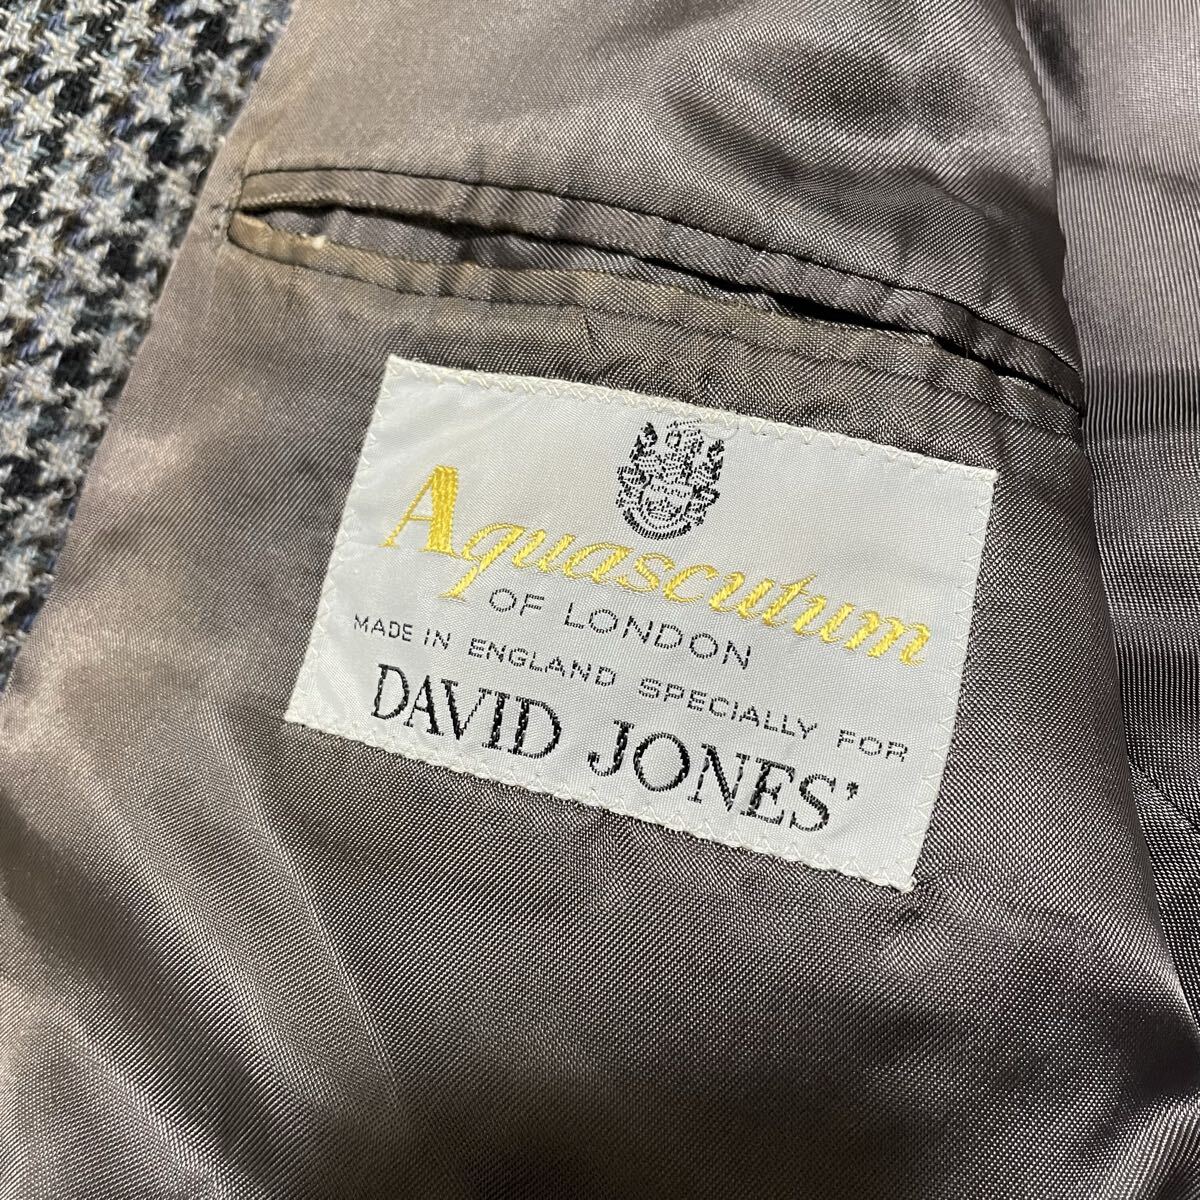 Aquascutum
OF LONDON
MADE IN ENGLAND SPECIALLY FOR
DAVID JONES'